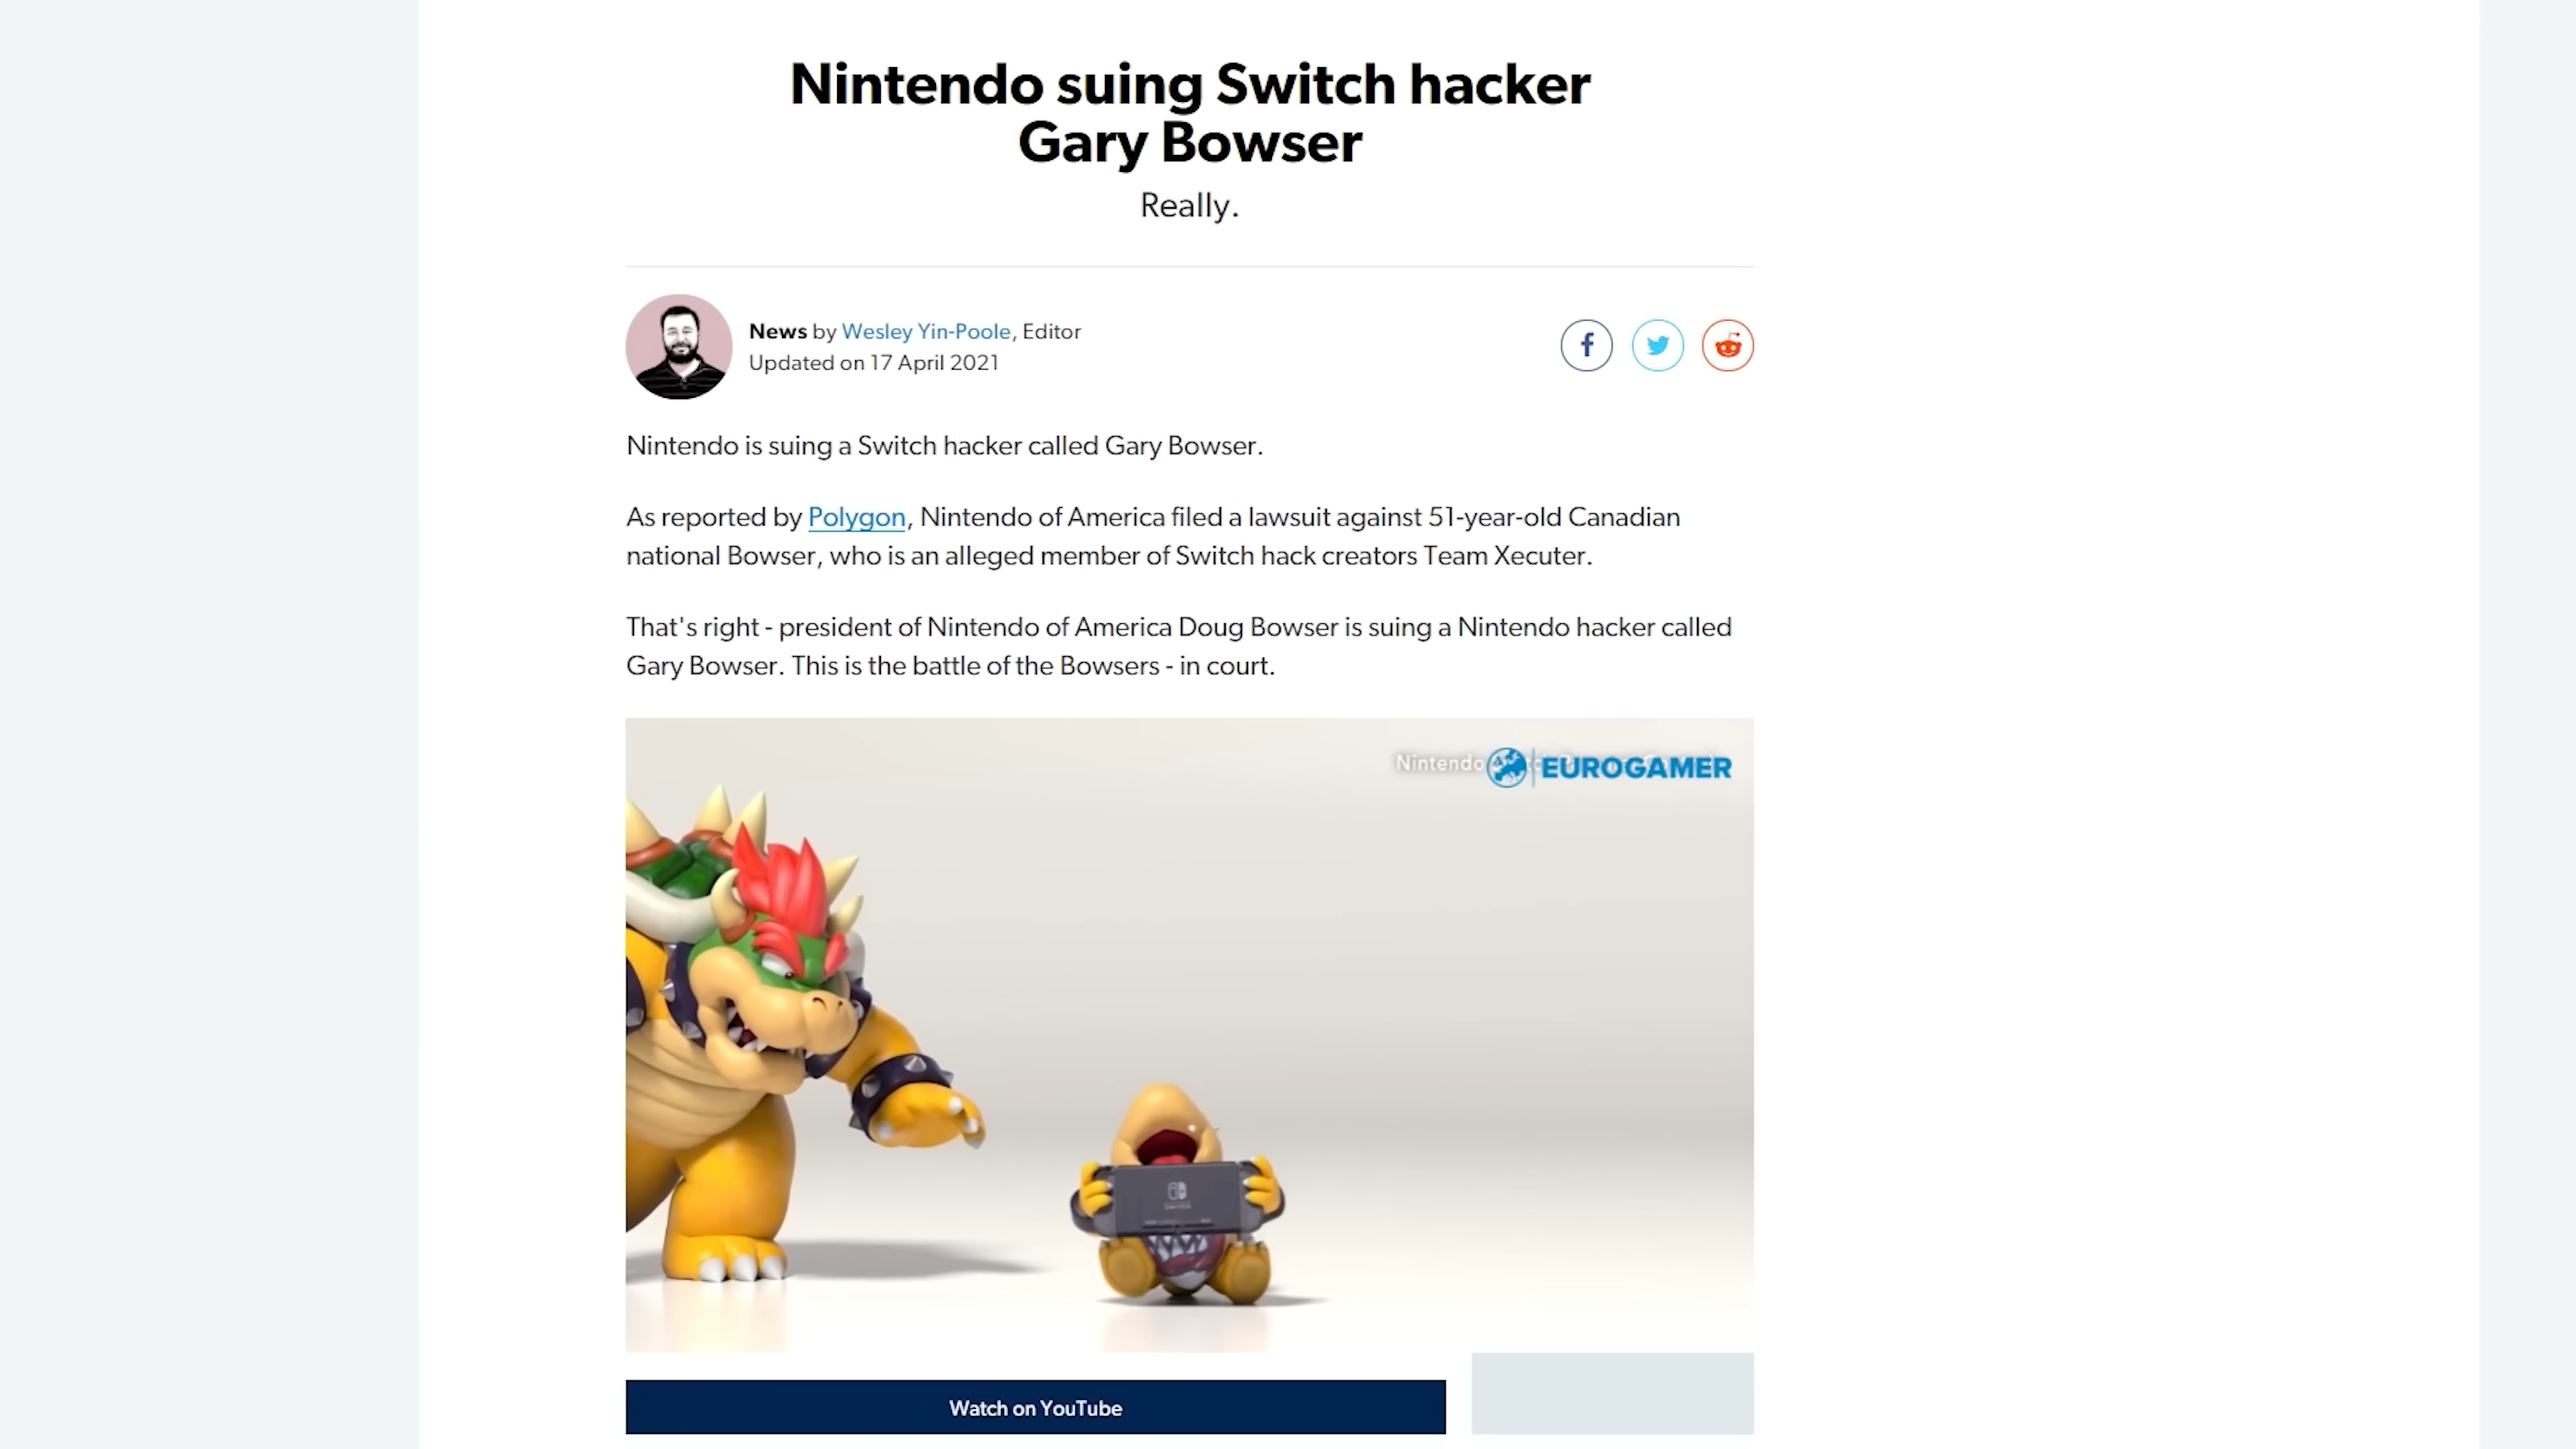 Nintendo suing Switch hacker
Gary Bowser
Really.
News by Wesley Yin-Poole, Editor
Updated on 17 April 2021
Nintendo is suing a Switch hacker called Gary Bowser.
As reported by Polygon, Nintendo of America filed a lawsuit against 51-year-old Canadian
national Bowser, who is an alleged member of Switch hack creators Team Xecuter.
That's right - president of Nintendo of America Doug Bowser is suing a Nintendo hacker called
Gary Bowser. This is the battle of the Bowsers - in court.
Nintendo
EUROGAMER
Watch on YouTube